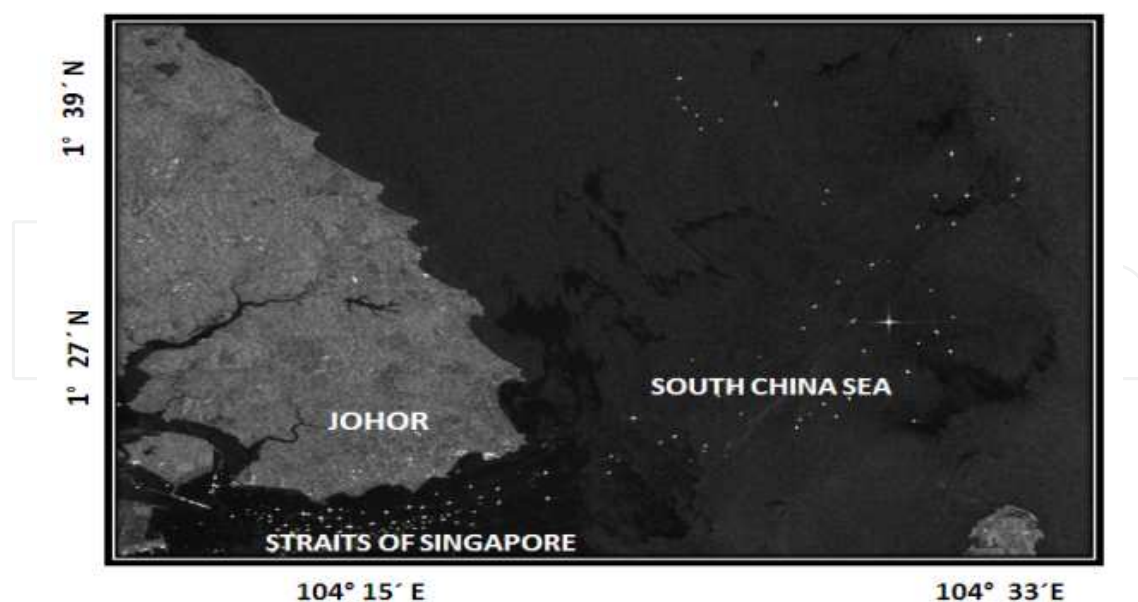 1° 39´ N
1° 27´ N
SOUTH CHINA SEA
JOHOR
STRAITS OF SINGAPORE
104° 15´ E
104° 33´E